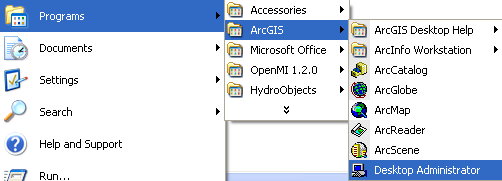 Programs
Documents
Settings
Search
Help and Support
Run...
Accessories
ArcGIS
Microsoft Office
OpenMI 1.2.0
HydroObjects
ArcGIS Desktop Help
ArcInfo Workstation
ArcCatalog
ArcGlobe
ArcMap
ArcReader
ArcScene
Desktop Administrator